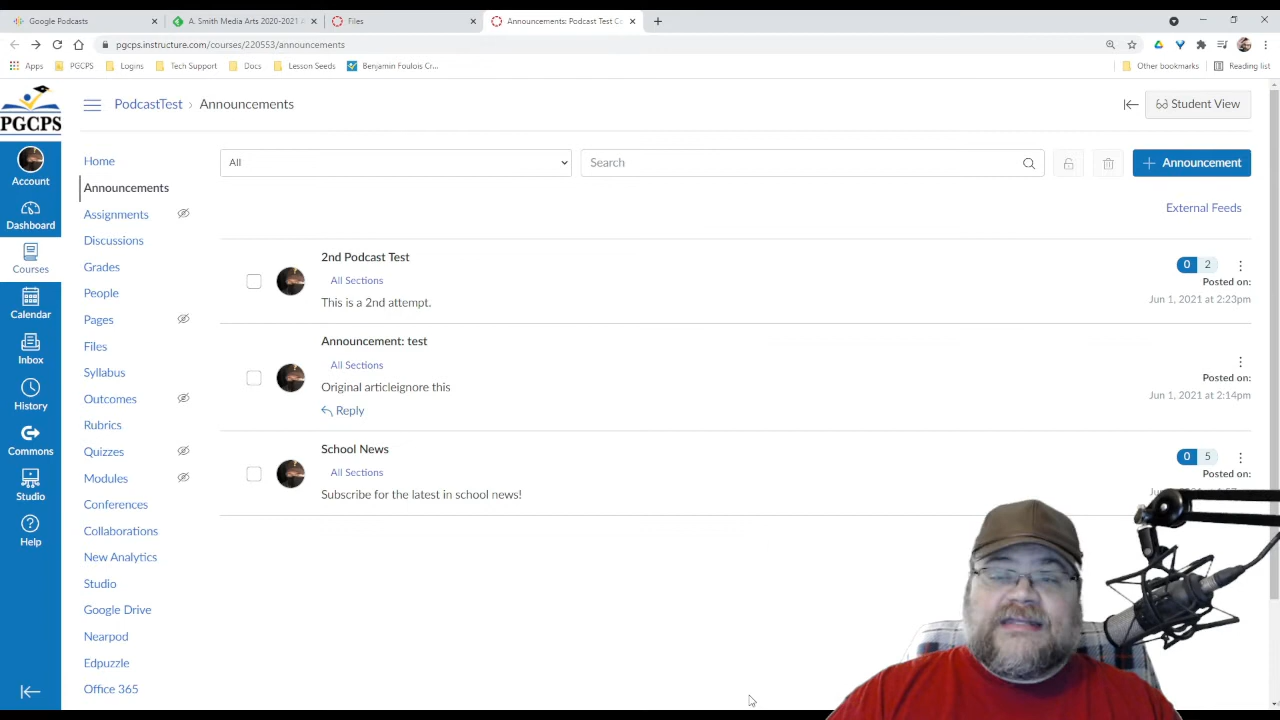 Google Podcasts
A. Smith Media Arts 2020-2021 A
Files
Announcements: Podcast Test Co
pgcps.instructure.com/courses/220553/announcements
Apps
PGCPS
Logins
Tech Support
Docs
Lesson Seeds
Benjamin Foulois Cr...
Other bookmarks
Reading list
PGCPS
PodcastTest › Announcements
Student View
Account
Dashboard
Courses
Calendar
Inbox
History
Commons
Studio
Help
Home
Announcements
Assignments
Discussions
Grades
People
Pages
Files
Syllabus
Outcomes
Rubrics
Quizzes
Modules
Conferences
Collaborations
New Analytics
Studio
Google Drive
Nearpod
Edpuzzle
Office 365
All
Search
+ Announcement
External Feeds
2nd Podcast Test
All Sections
This is a 2nd attempt.
0 2
Posted on:
Jun 1, 2021 at 2:23pm
Announcement: test
All Sections
Original articleignore this
Reply
Posted on:
Jun 1, 2021 at 2:14pm
School News
All Sections
Subscribe for the latest in school news!
0 5
Posted on: